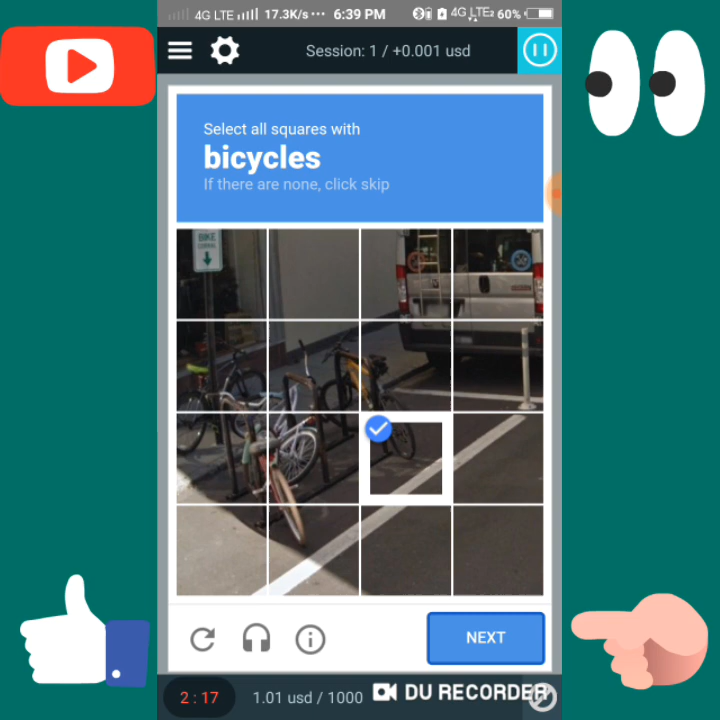 4G LTE 17.3K/s ··· 6:39 PM 4G LTE2 60%
Session: 1 / +0.001 usd
Select all squares with
bicycles
If there are none, click skip
BIKE
NEXT
2 : 17 1.01 usd / 1000 DU RECORDER